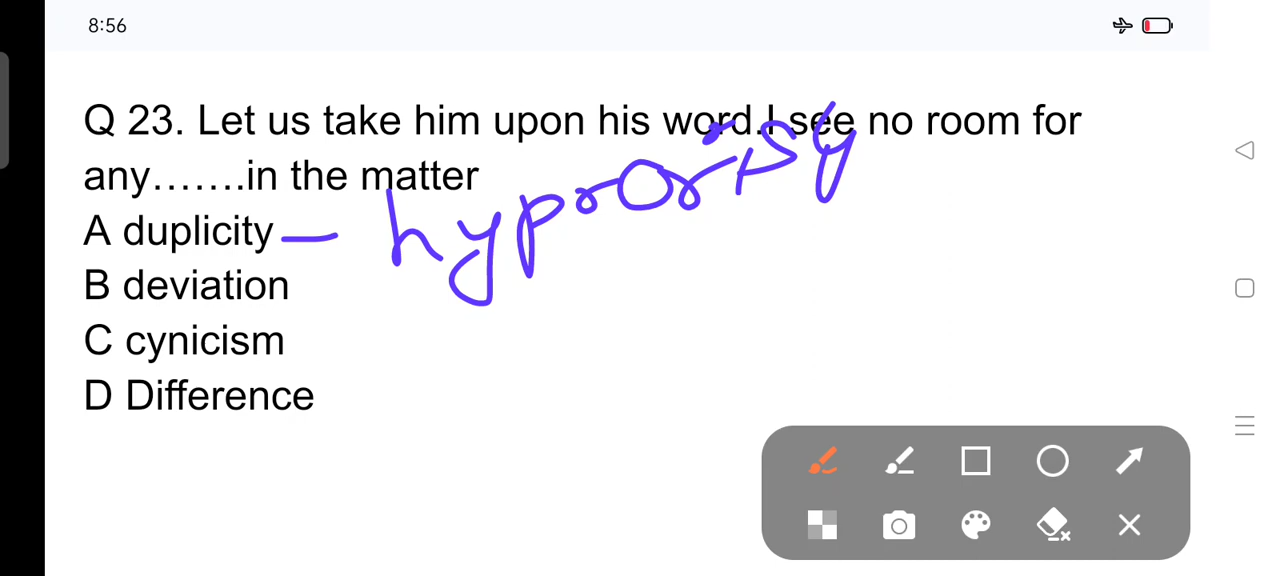 8:56
Q 23. Let us take him upon his word.I see no room for
any…….in the matter
A duplicity — hyprorisy
B deviation
C cynicism
D Difference